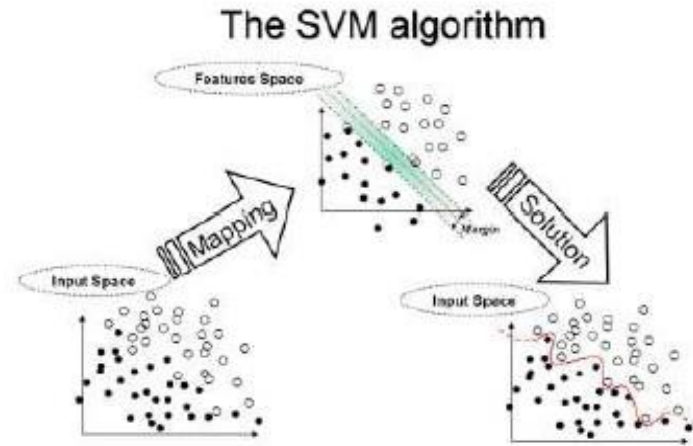 The SVM algorithm
Features Space
Mapping
Margin
Solution
Input Space
Input Space